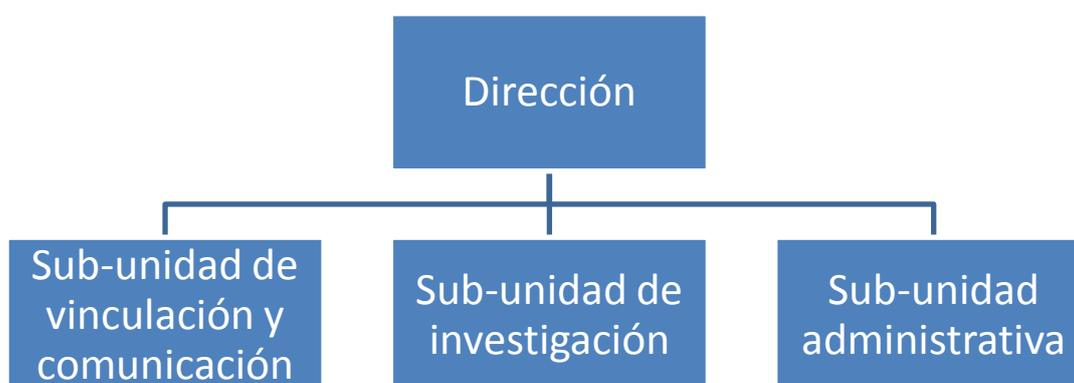 Dirección
Sub-unidad de
vinculación y
comunicación
Sub-unidad de
investigación
Sub-unidad
administrativa